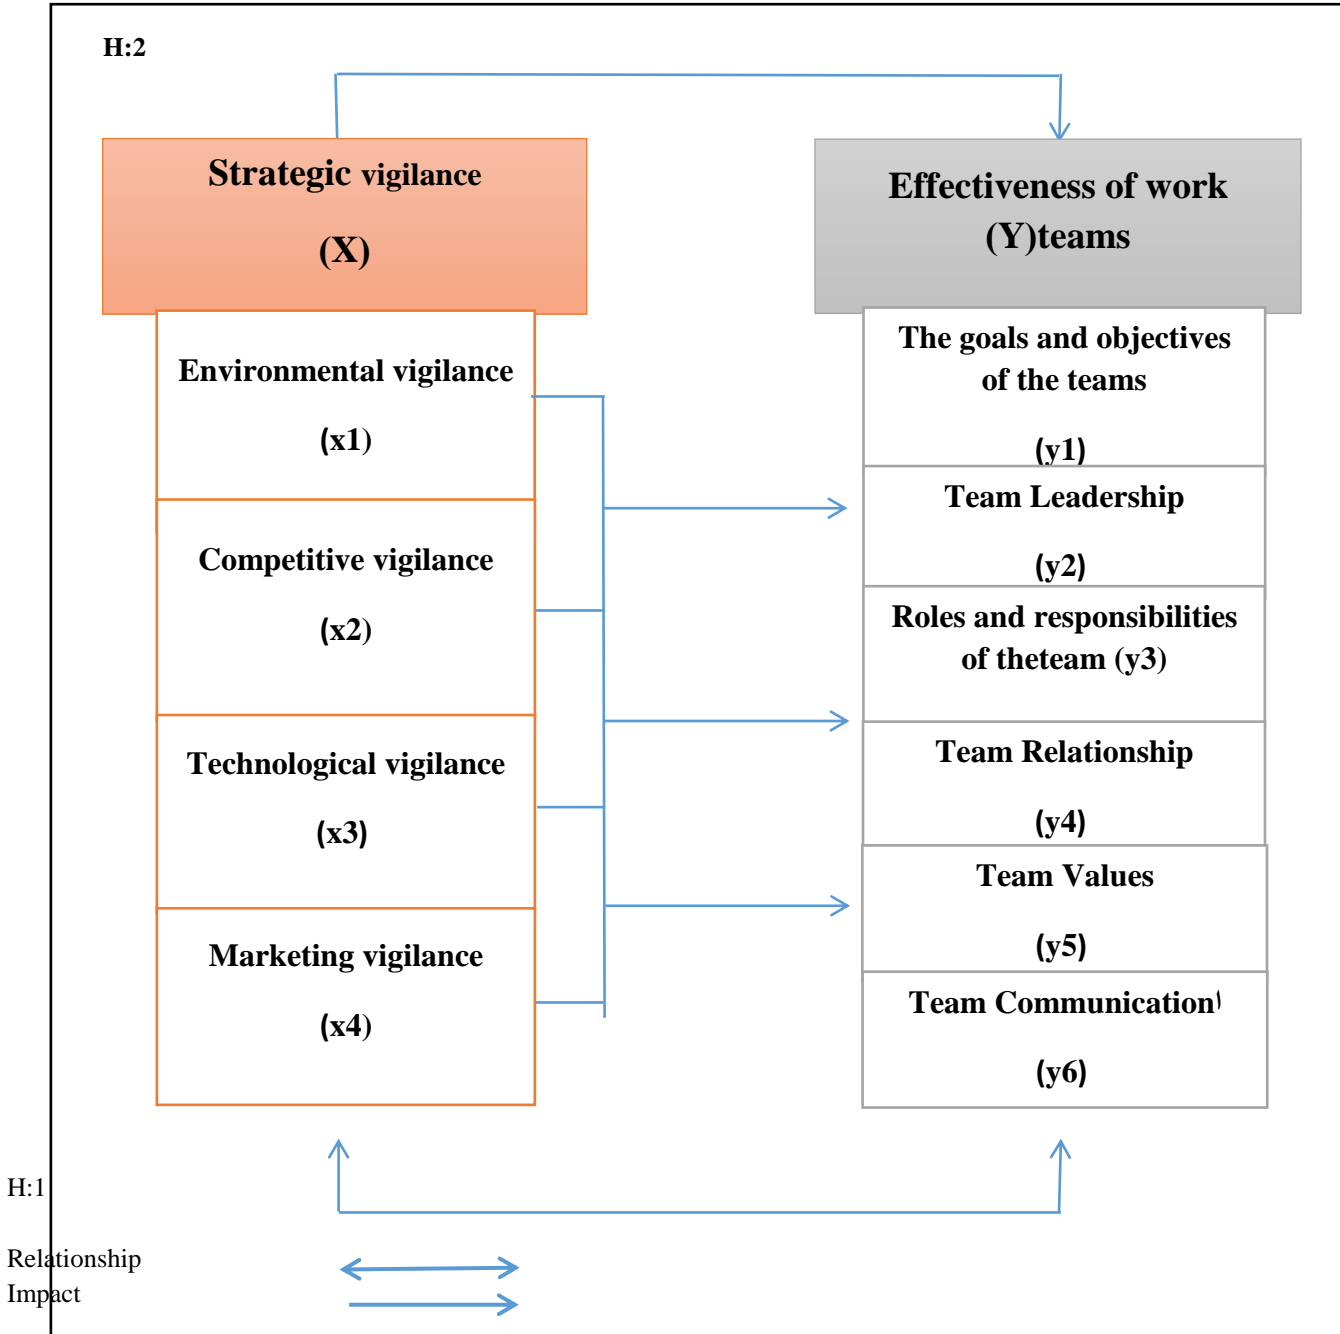 H:2
Strategic vigilance
(X)
Environmental vigilance
(x1)
Competitive vigilance
(x2)
Technological vigilance
(x3)
Marketing vigilance
(x4)
Effectiveness of work
(Y)teams
The goals and objectives
of the teams
(y1)
Team Leadership
(y2)
Roles and responsibilities
of theteam (y3)
Team Relationship
(y4)
Team Values
(y5)
Team Communication١
(y6)
H:1
Relationship
Impact